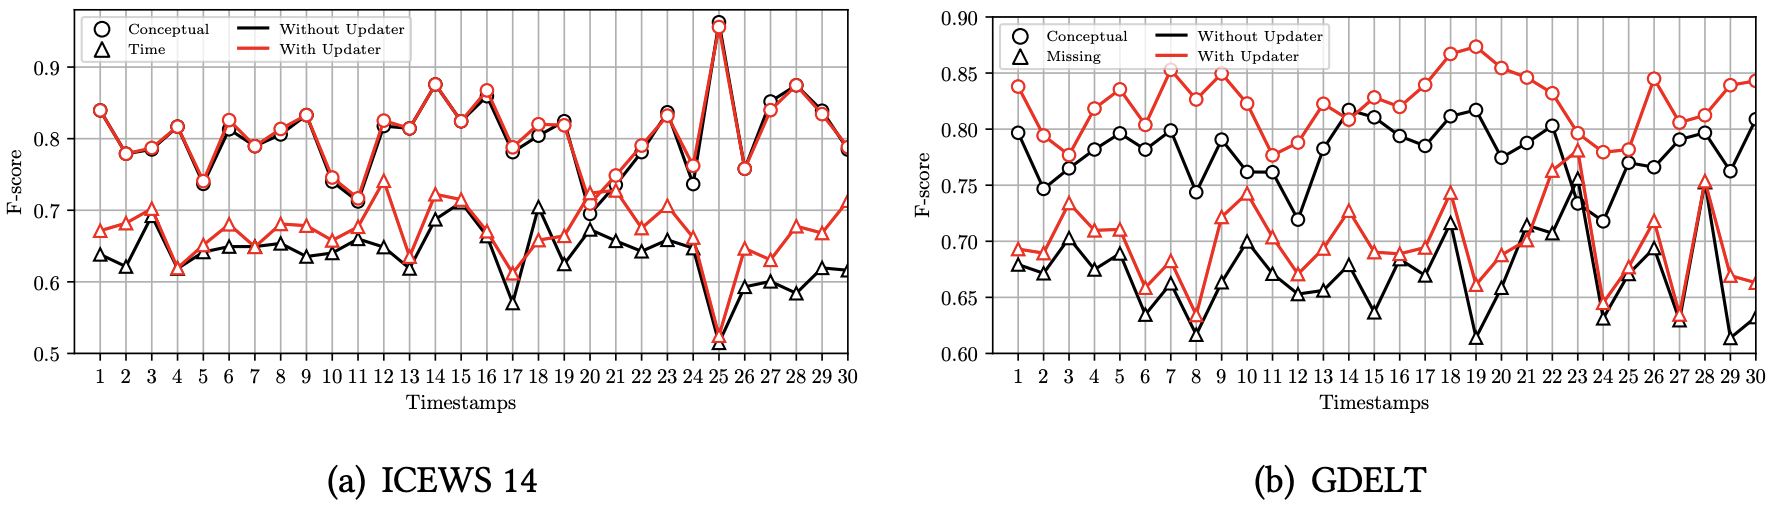 Conceptual
Time
Without Updater
With Updater
F-score
0.9
0.8
0.7
0.6
0.5
1 2 3 4 5 6 7 8 9 10 11 12 13 14 15 16 17 18 19 20 21 22 23 24 25 26 27 28 29 30
Timestamps
(a) ICEWS 14
Conceptual
Missing
Without Updater
With Updater
F-score
0.90
0.85
0.80
0.75
0.70
0.65
0.60
1 2 3 4 5 6 7 8 9 10 11 12 13 14 15 16 17 18 19 20 21 22 23 24 25 26 27 28 29 30
Timestamps
(b) GDELT